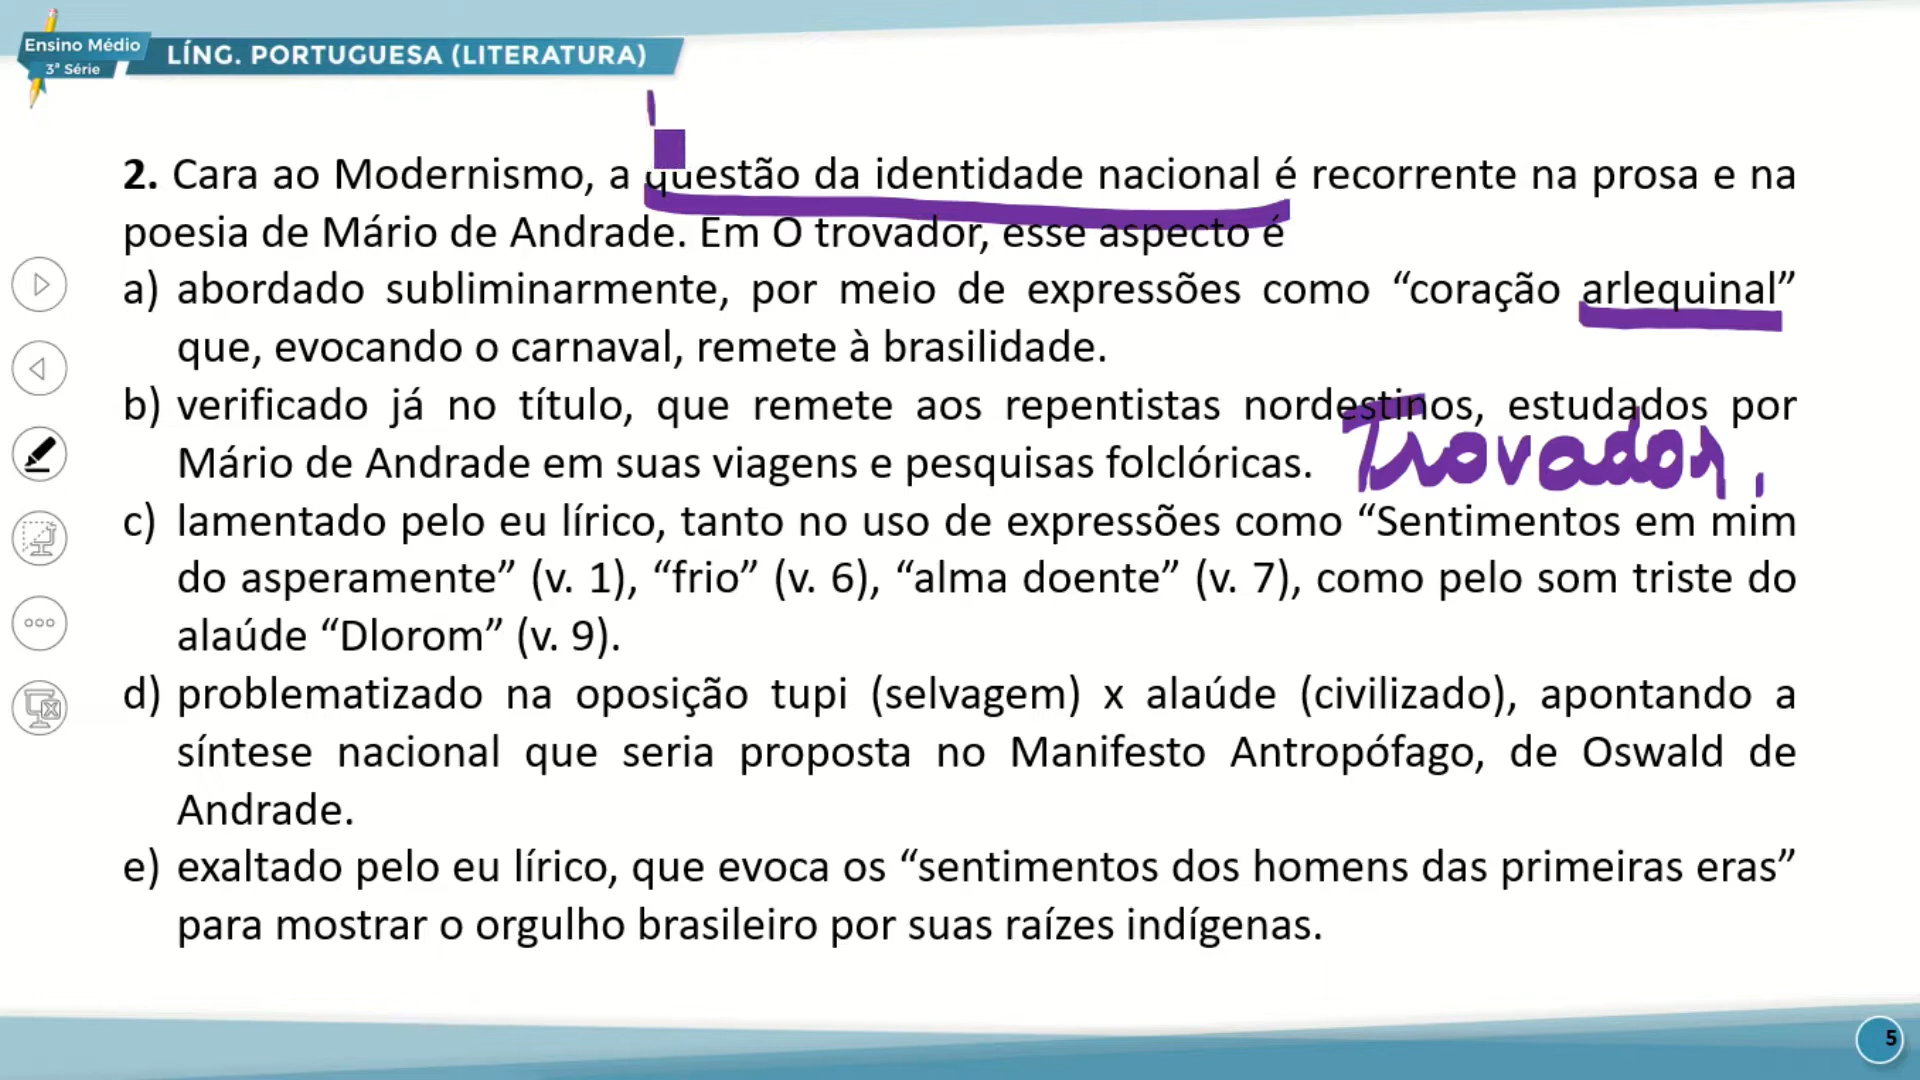 Ensino Médio
3ª Série
LÍNG. PORTUGUESA (LITERATURA)
2. Cara ao Modernismo, a questão da identidade nacional é recorrente na prosa e na
poesia de Mário de Andrade. Em O trovador, esse aspecto é
a) abordado subliminarmente, por meio de expressões como “coração arlequinal”
que, evocando o carnaval, remete à brasilidade.
b) verificado já no título, que remete aos repentistas nordestinos, estudados por
Mário de Andrade em suas viagens e pesquisas folclóricas.
Trovador
c) lamentado pelo eu lírico, tanto no uso de expressões como “Sentimentos em mim
do asperamente” (v. 1), “frio” (v. 6), “alma doente” (v. 7), como pelo som triste do
alaúde “Dlorom” (v. 9).
d) problematizado na oposição tupi (selvagem) x alaúde (civilizado), apontando a
síntese nacional que seria proposta no Manifesto Antropófago, de Oswald de
Andrade.
e) exaltado pelo eu lírico, que evoca os “sentimentos dos homens das primeiras eras”
para mostrar o orgulho brasileiro por suas raízes indígenas.
5